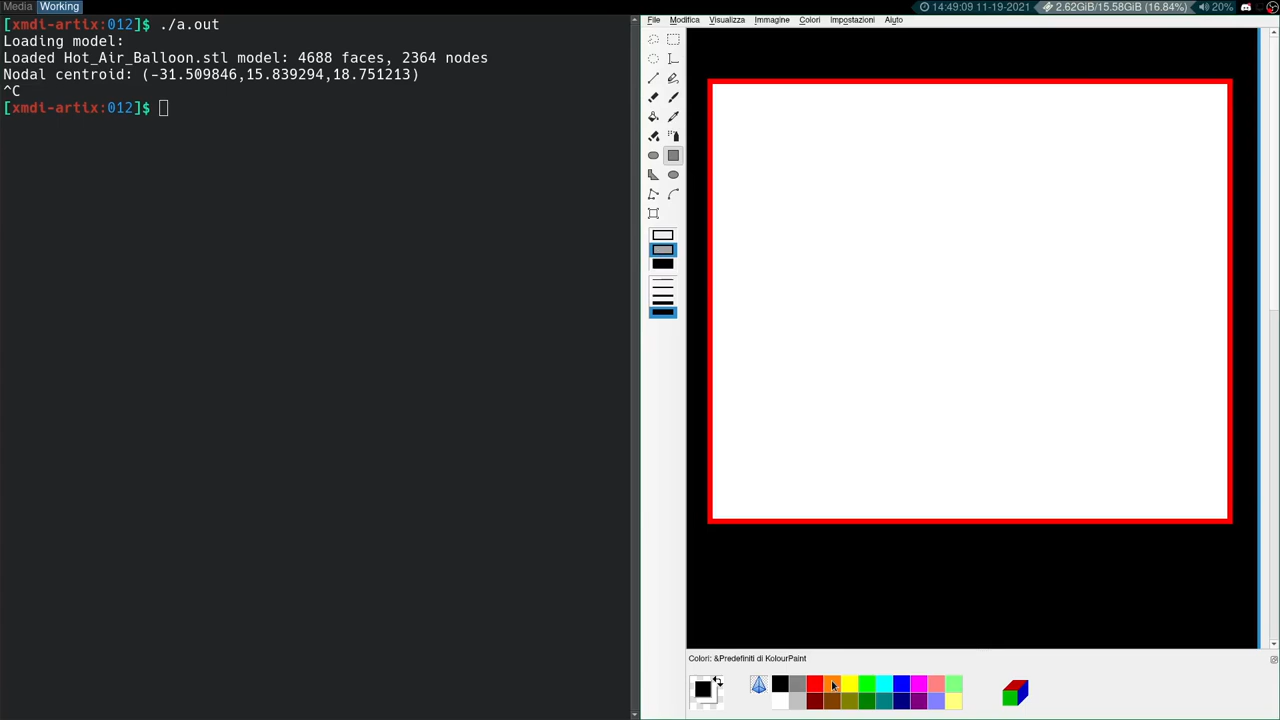 Media Working 14:49:09 11-19-2021 2.62GiB/15.58GiB (16.84%) 20%
[xmdi-artix:012]$ ./a.out
Loading model:
Loaded Hot_Air_Balloon.stl model: 4688 faces, 2364 nodes
Nodal centroid: (-31.509846,15.839294,18.751213)
^C
[xmdi-artix:012]$
File Modifica Visualizza Immagine Colori Impostazioni Aiuto
Colori: &Predefiniti di KolourPaint